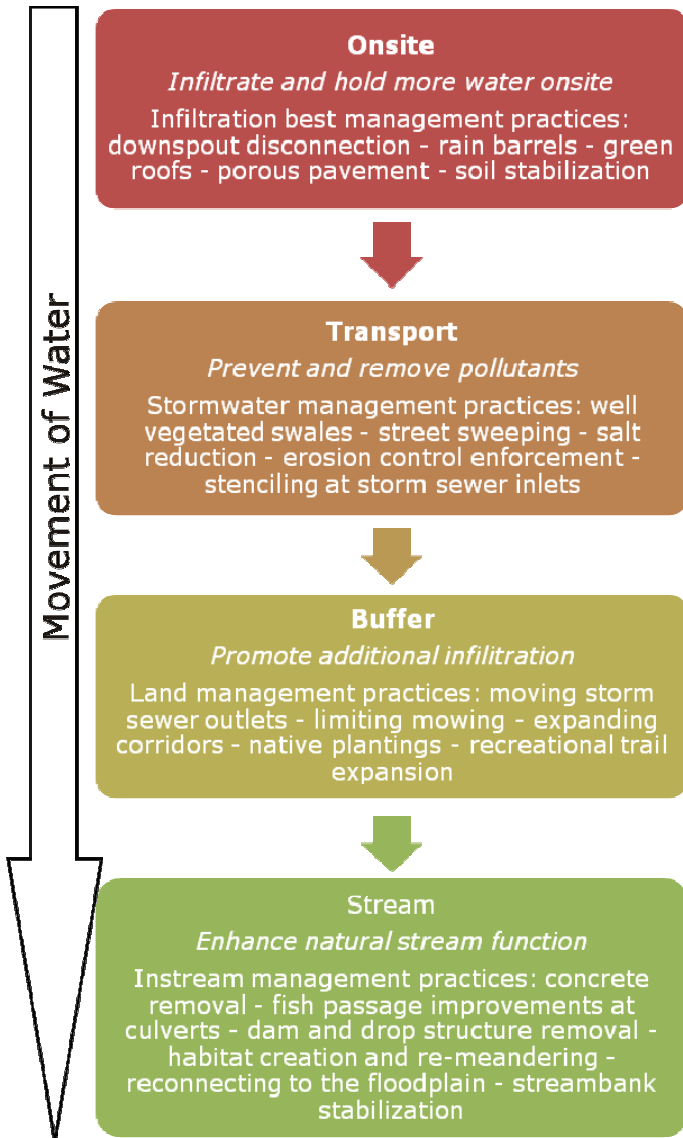 Movement of Water
Onsite
Infiltrate and hold more water onsite
Infiltration best management practices:
downspout disconnection - rain barrels - green
roofs - porous pavement - soil stabilization
Transport
Prevent and remove pollutants
Stormwater management practices: well
vegetated swales - street sweeping - salt
reduction - erosion control enforcement -
stenciling at storm sewer inlets
Buffer
Promote additional infilitration
Land management practices: moving storm
sewer outlets - limiting mowing - expanding
corridors - native plantings - recreational trail
expansion
Stream
Enhance natural stream function
Instream management practices: concrete
removal - fish passage improvements at
culverts - dam and drop structure removal -
habitat creation and re-meandering -
reconnecting to the floodplain - streambank
stabilization